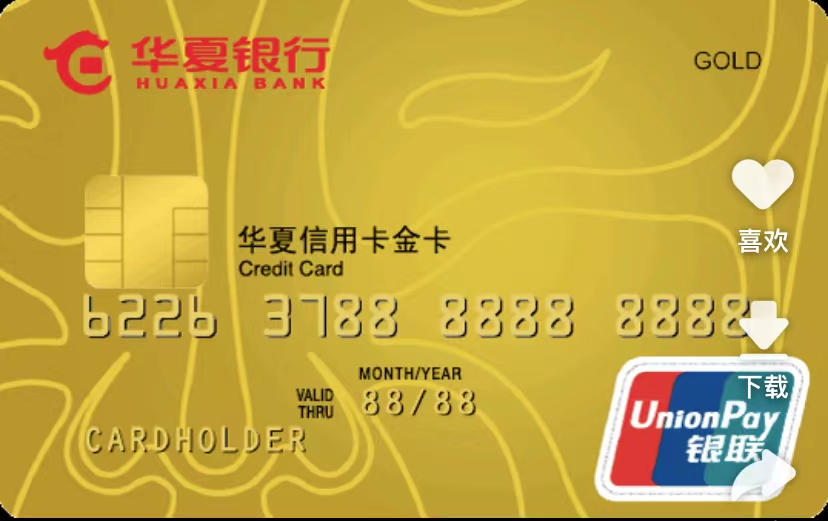 华夏银行
HUAXIA BANK
GOLD
喜欢
华夏信用卡金卡
Credit Card
6226 3788 8888 8888
MONTH/YEAR
VALID THRU 88/88
下载
CARDHOLDER
UnionPay
银联